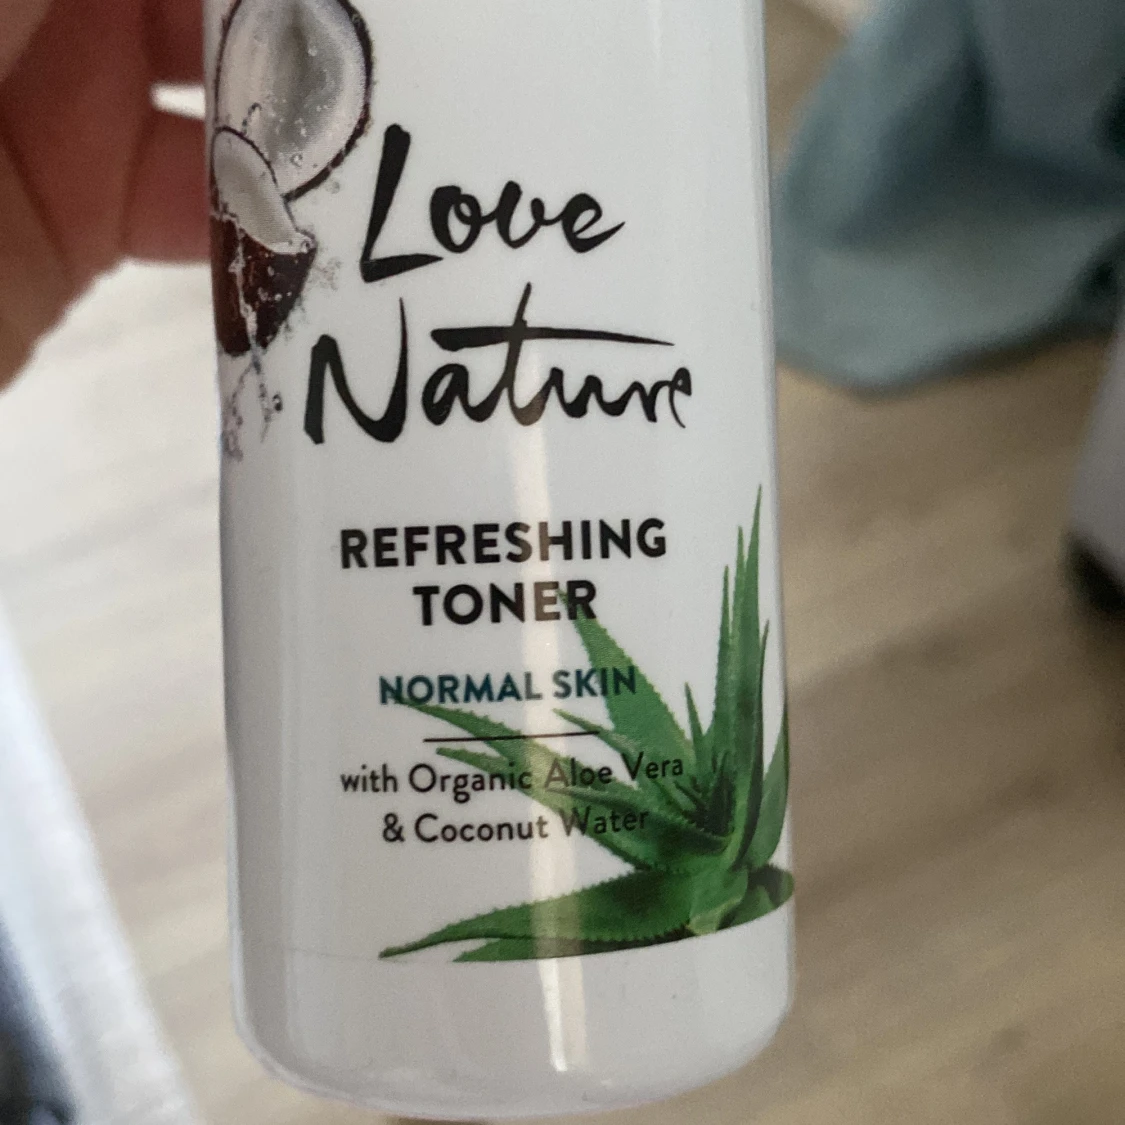 Love
Nature
REFRESHING
TONER
NORMAL SKIN
with Organic Aloe Vera
& Coconut Water